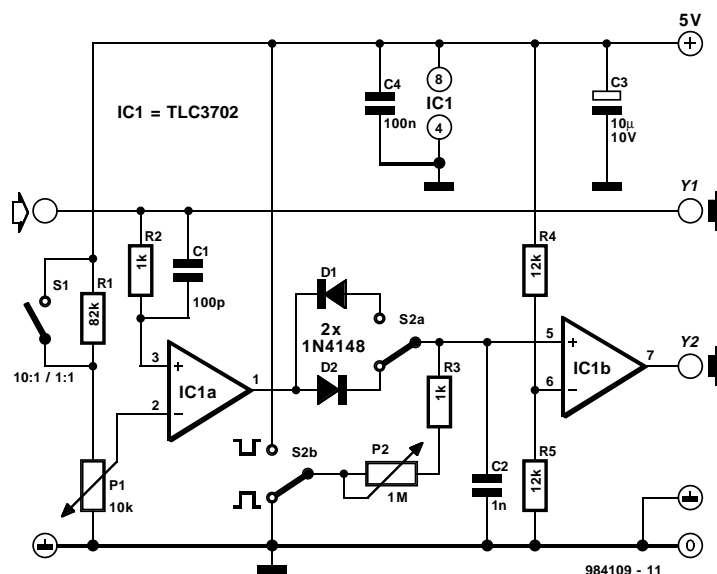 5V
C4
100n
8
IC1
4
C3
10µ
10V
IC1 = TLC3702
Y1
R2
1k
C1
100p
R4
12k
S1
R1
82k
D1
2x
1N4148
D2
S2a
10:1 / 1:1
3
+
2
−
IC1a
1
R3
1k
5
+
6
−
IC1b
7
Y2
P1
10k
S2b
P2
1M
C2
1n
R5
12k
0
984109 - 11